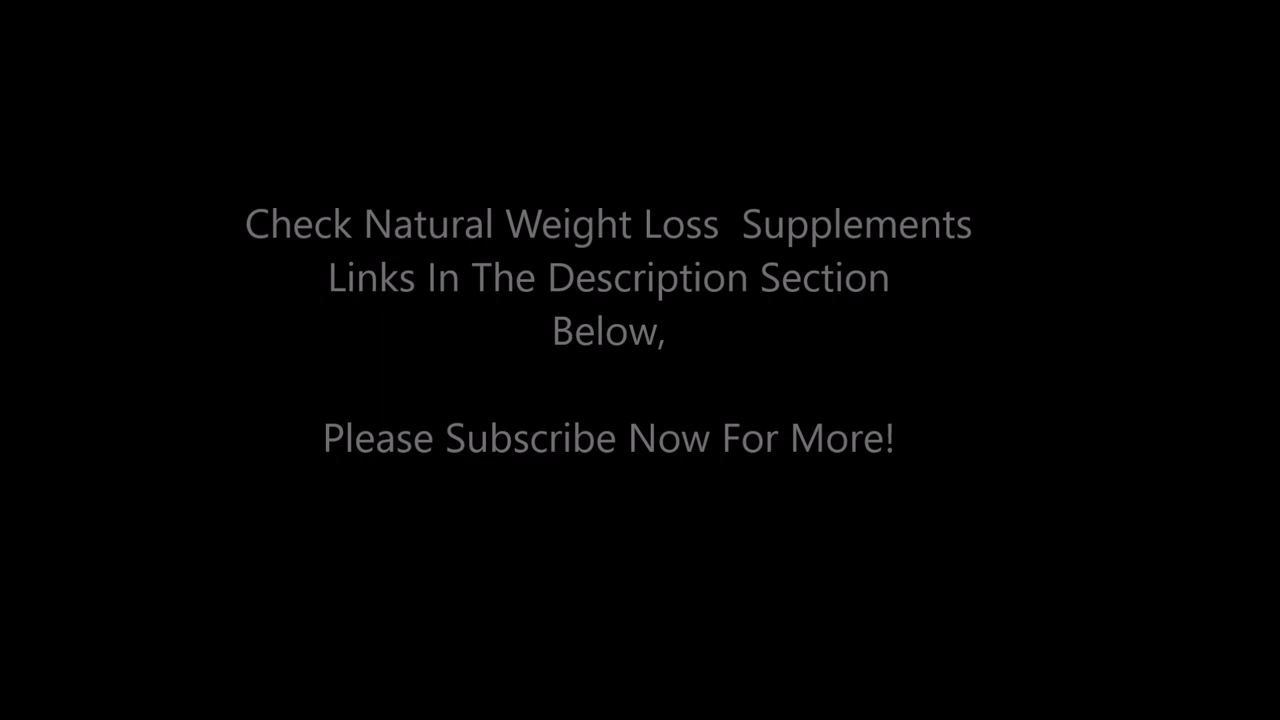 Check Natural Weight Loss  Supplements
Links In The Description Section
Below,
Please Subscribe Now For More!